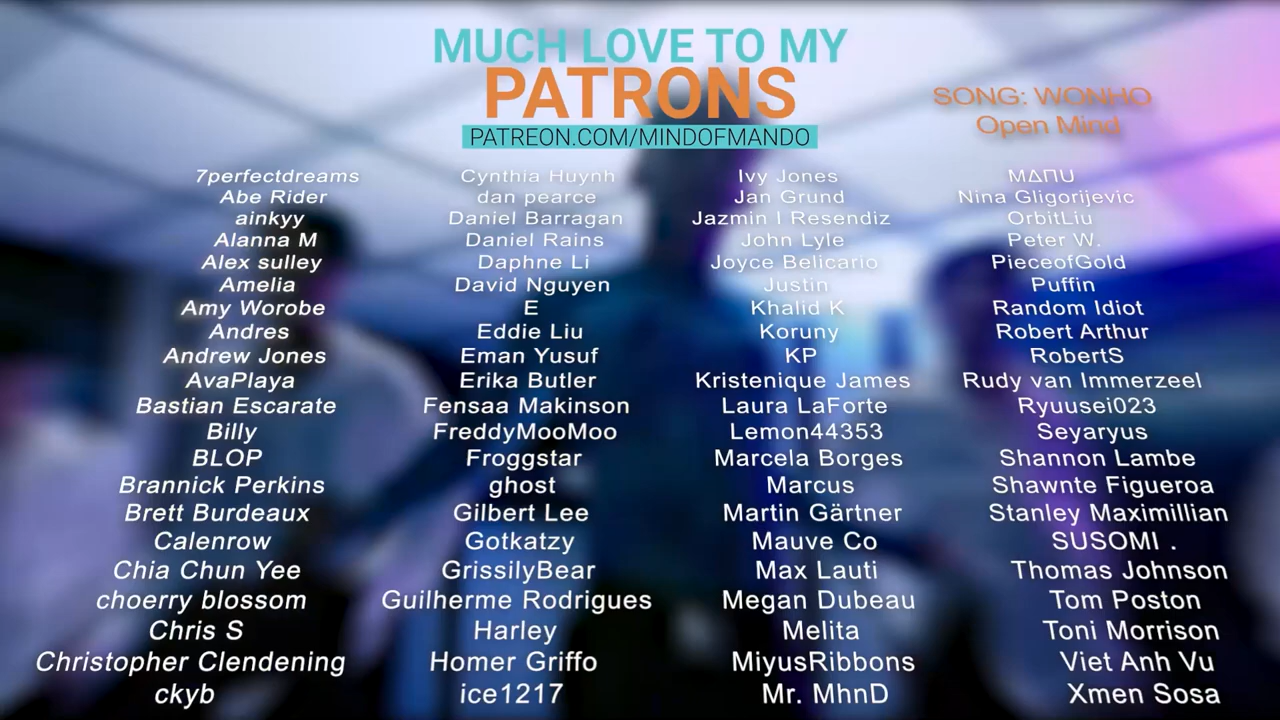 MUCH LOVE TO MY
PATRONS
PATREON.COM/MINDOFMANDO
SONG: WONHO
Open Mind
7perfectdreams
Abe Rider
ainkyy
Alanna M
Alex sulley
Amelia
Amy Worobe
Andres
Andrew Jones
AvaPlaya
Bastian Escarate
Billy
BLOP
Brannick Perkins
Brett Burdeaux
Calenrow
Chia Chun Yee
choerry blossom
Chris S
Christopher Clendening
ckyb
Cynthia Huynh
dan pearce
Daniel Barragan
Daniel Rains
Daphne Li
David Nguyen
E
Eddie Liu
Eman Yusuf
Erika Butler
Fensaa Makinson
FreddyMooMoo
Froggstar
ghost
Gilbert Lee
Gotkatzy
GrissilyBear
Guilherme Rodrigues
Harley
Homer Griffo
ice1217
Ivy Jones
Jan Grund
Jazmin I Resendiz
John Lyle
Joyce Belicario
Justin
Khalid K
Koruny
KP
Kristenique James
Laura LaForte
Lemon44353
Marcela Borges
Marcus
Martin Gärtner
Mauve Co
Max Lauti
Megan Dubeau
Melita
MiyusRibbons
Mr. MhnD
MΔΠU
Nina Gligorijevic
OrbitLiu
Peter W.
PieceofGold
Puffin
Random Idiot
Robert Arthur
RobertS
Rudy van Immerzeel
Ryuusei023
Seyaryus
Shannon Lambe
Shawnte Figueroa
Stanley Maximillian
SUSOMI .
Thomas Johnson
Tom Poston
Toni Morrison
Viet Anh Vu
Xmen Sosa